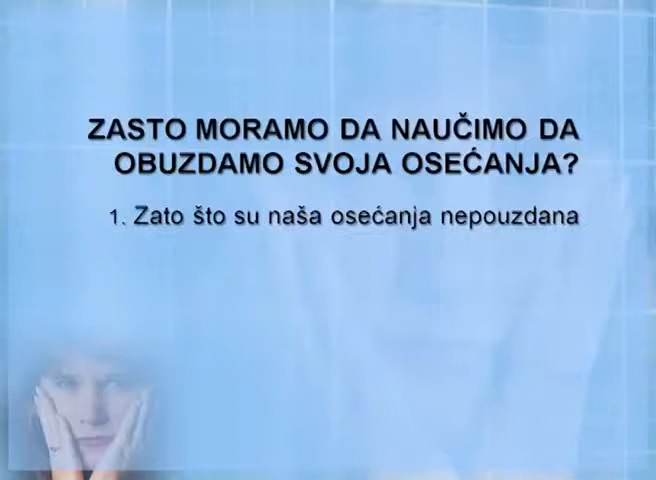 ZASTO MORAMO DA NAUČIMO DA
OBUZDAMO SVOJA OSEĆANJA?
1. Zato što su naša osećanja nepouzdana